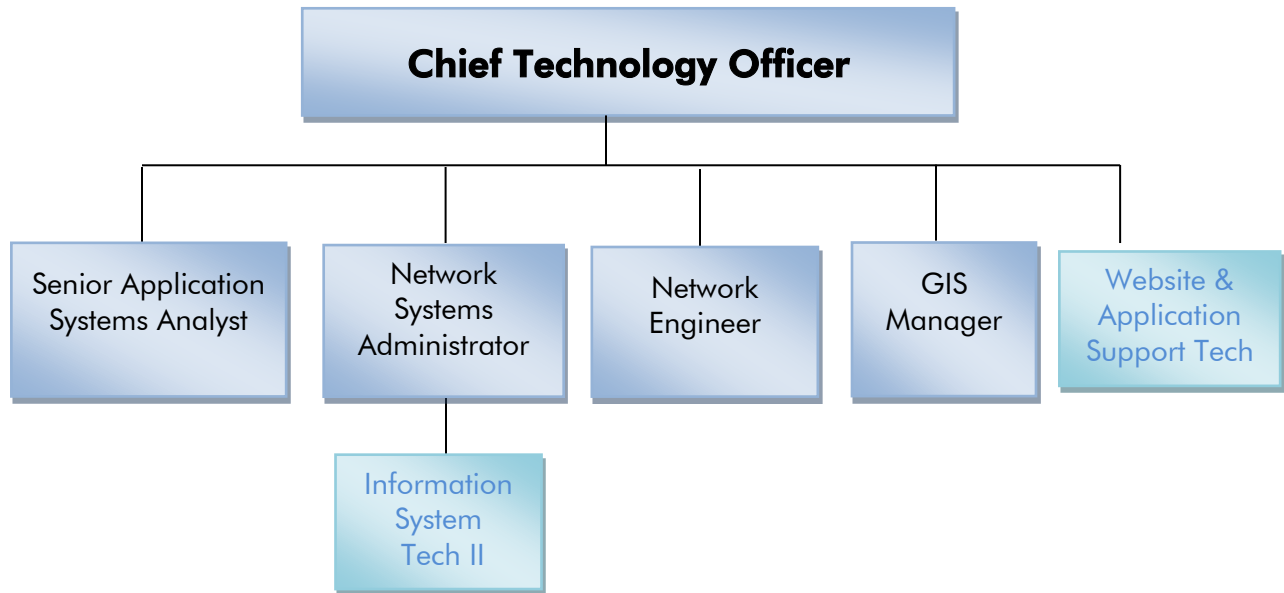 Chief Technology Officer
Senior Application
Systems Analyst
Network
Systems
Administrator
Network
Engineer
GIS
Manager
Website &
Application
Support Tech
Information
System
Tech II